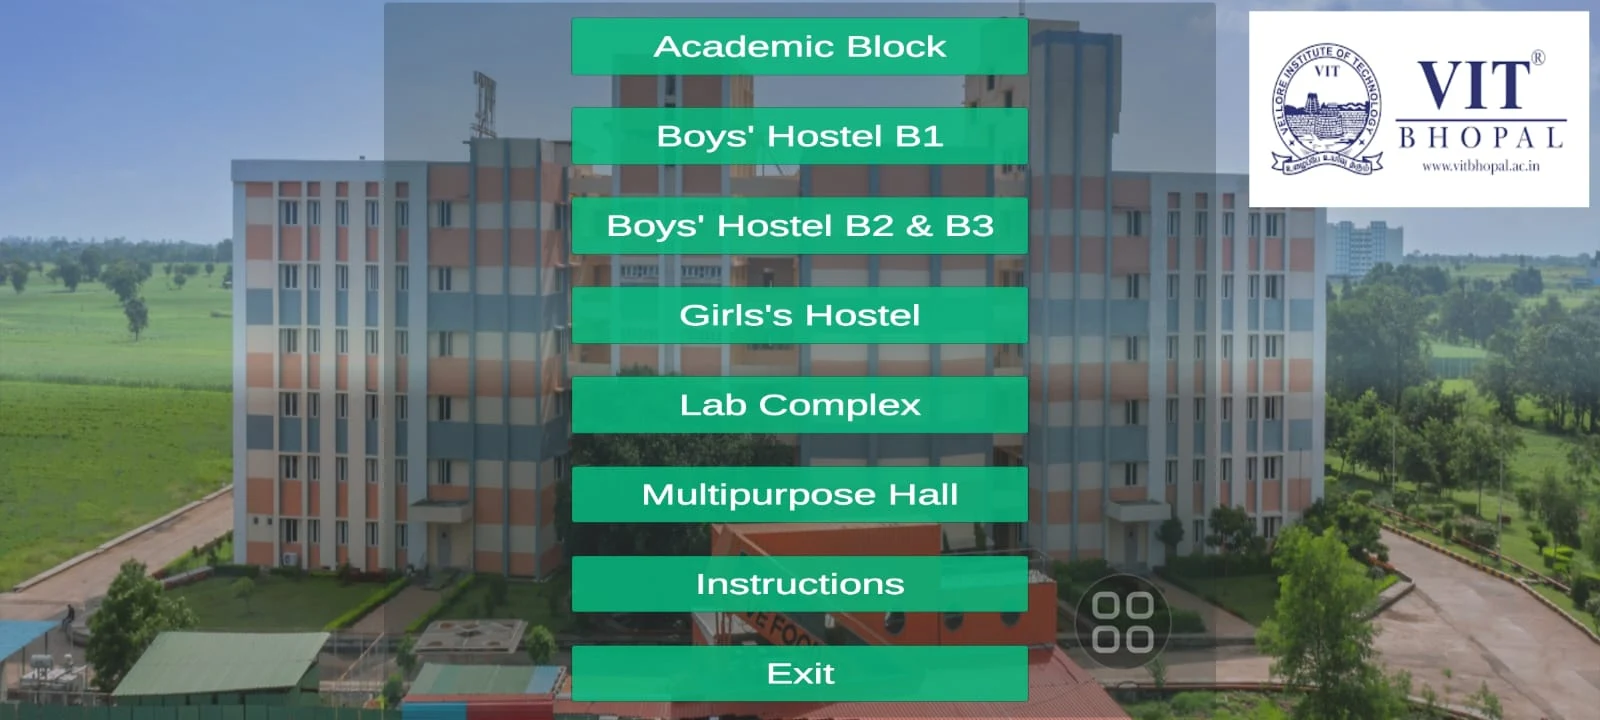 Academic Block
Boys' Hostel B1
Boys' Hostel B2 & B3
Girls's Hostel
Lab Complex
Multipurpose Hall
Instructions
Exit
VELLORE INSTITUTE OF TECHNOLOGY
VIT
VIT®
BHOPAL
www.vitbhopal.ac.in